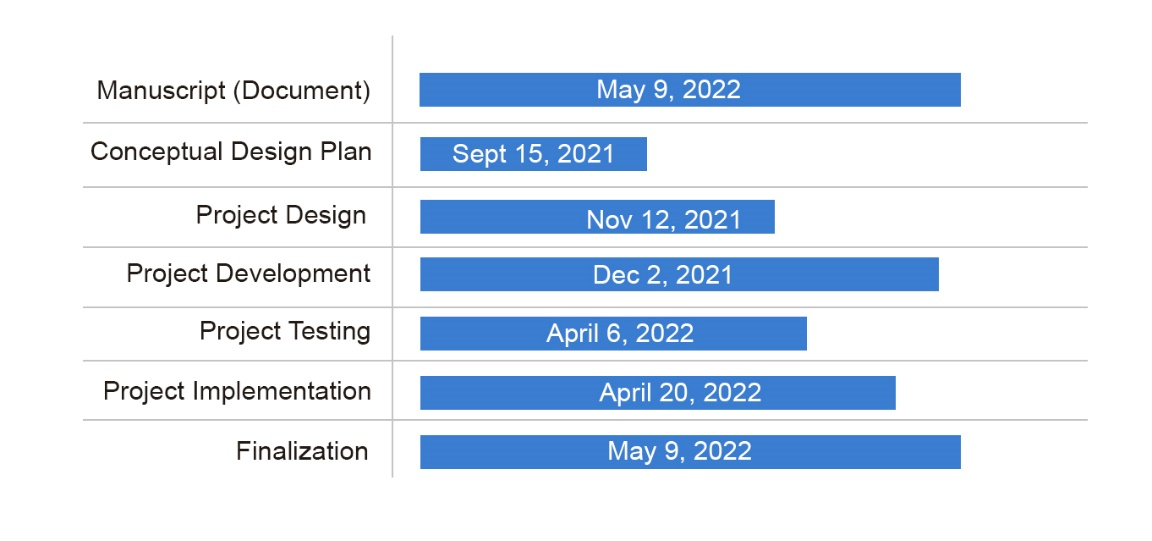 Manuscript (Document) May 9, 2022
Conceptual Design Plan Sept 15, 2021
Project Design Nov 12, 2021
Project Development Dec 2, 2021
Project Testing April 6, 2022
Project Implementation April 20, 2022
Finalization May 9, 2022